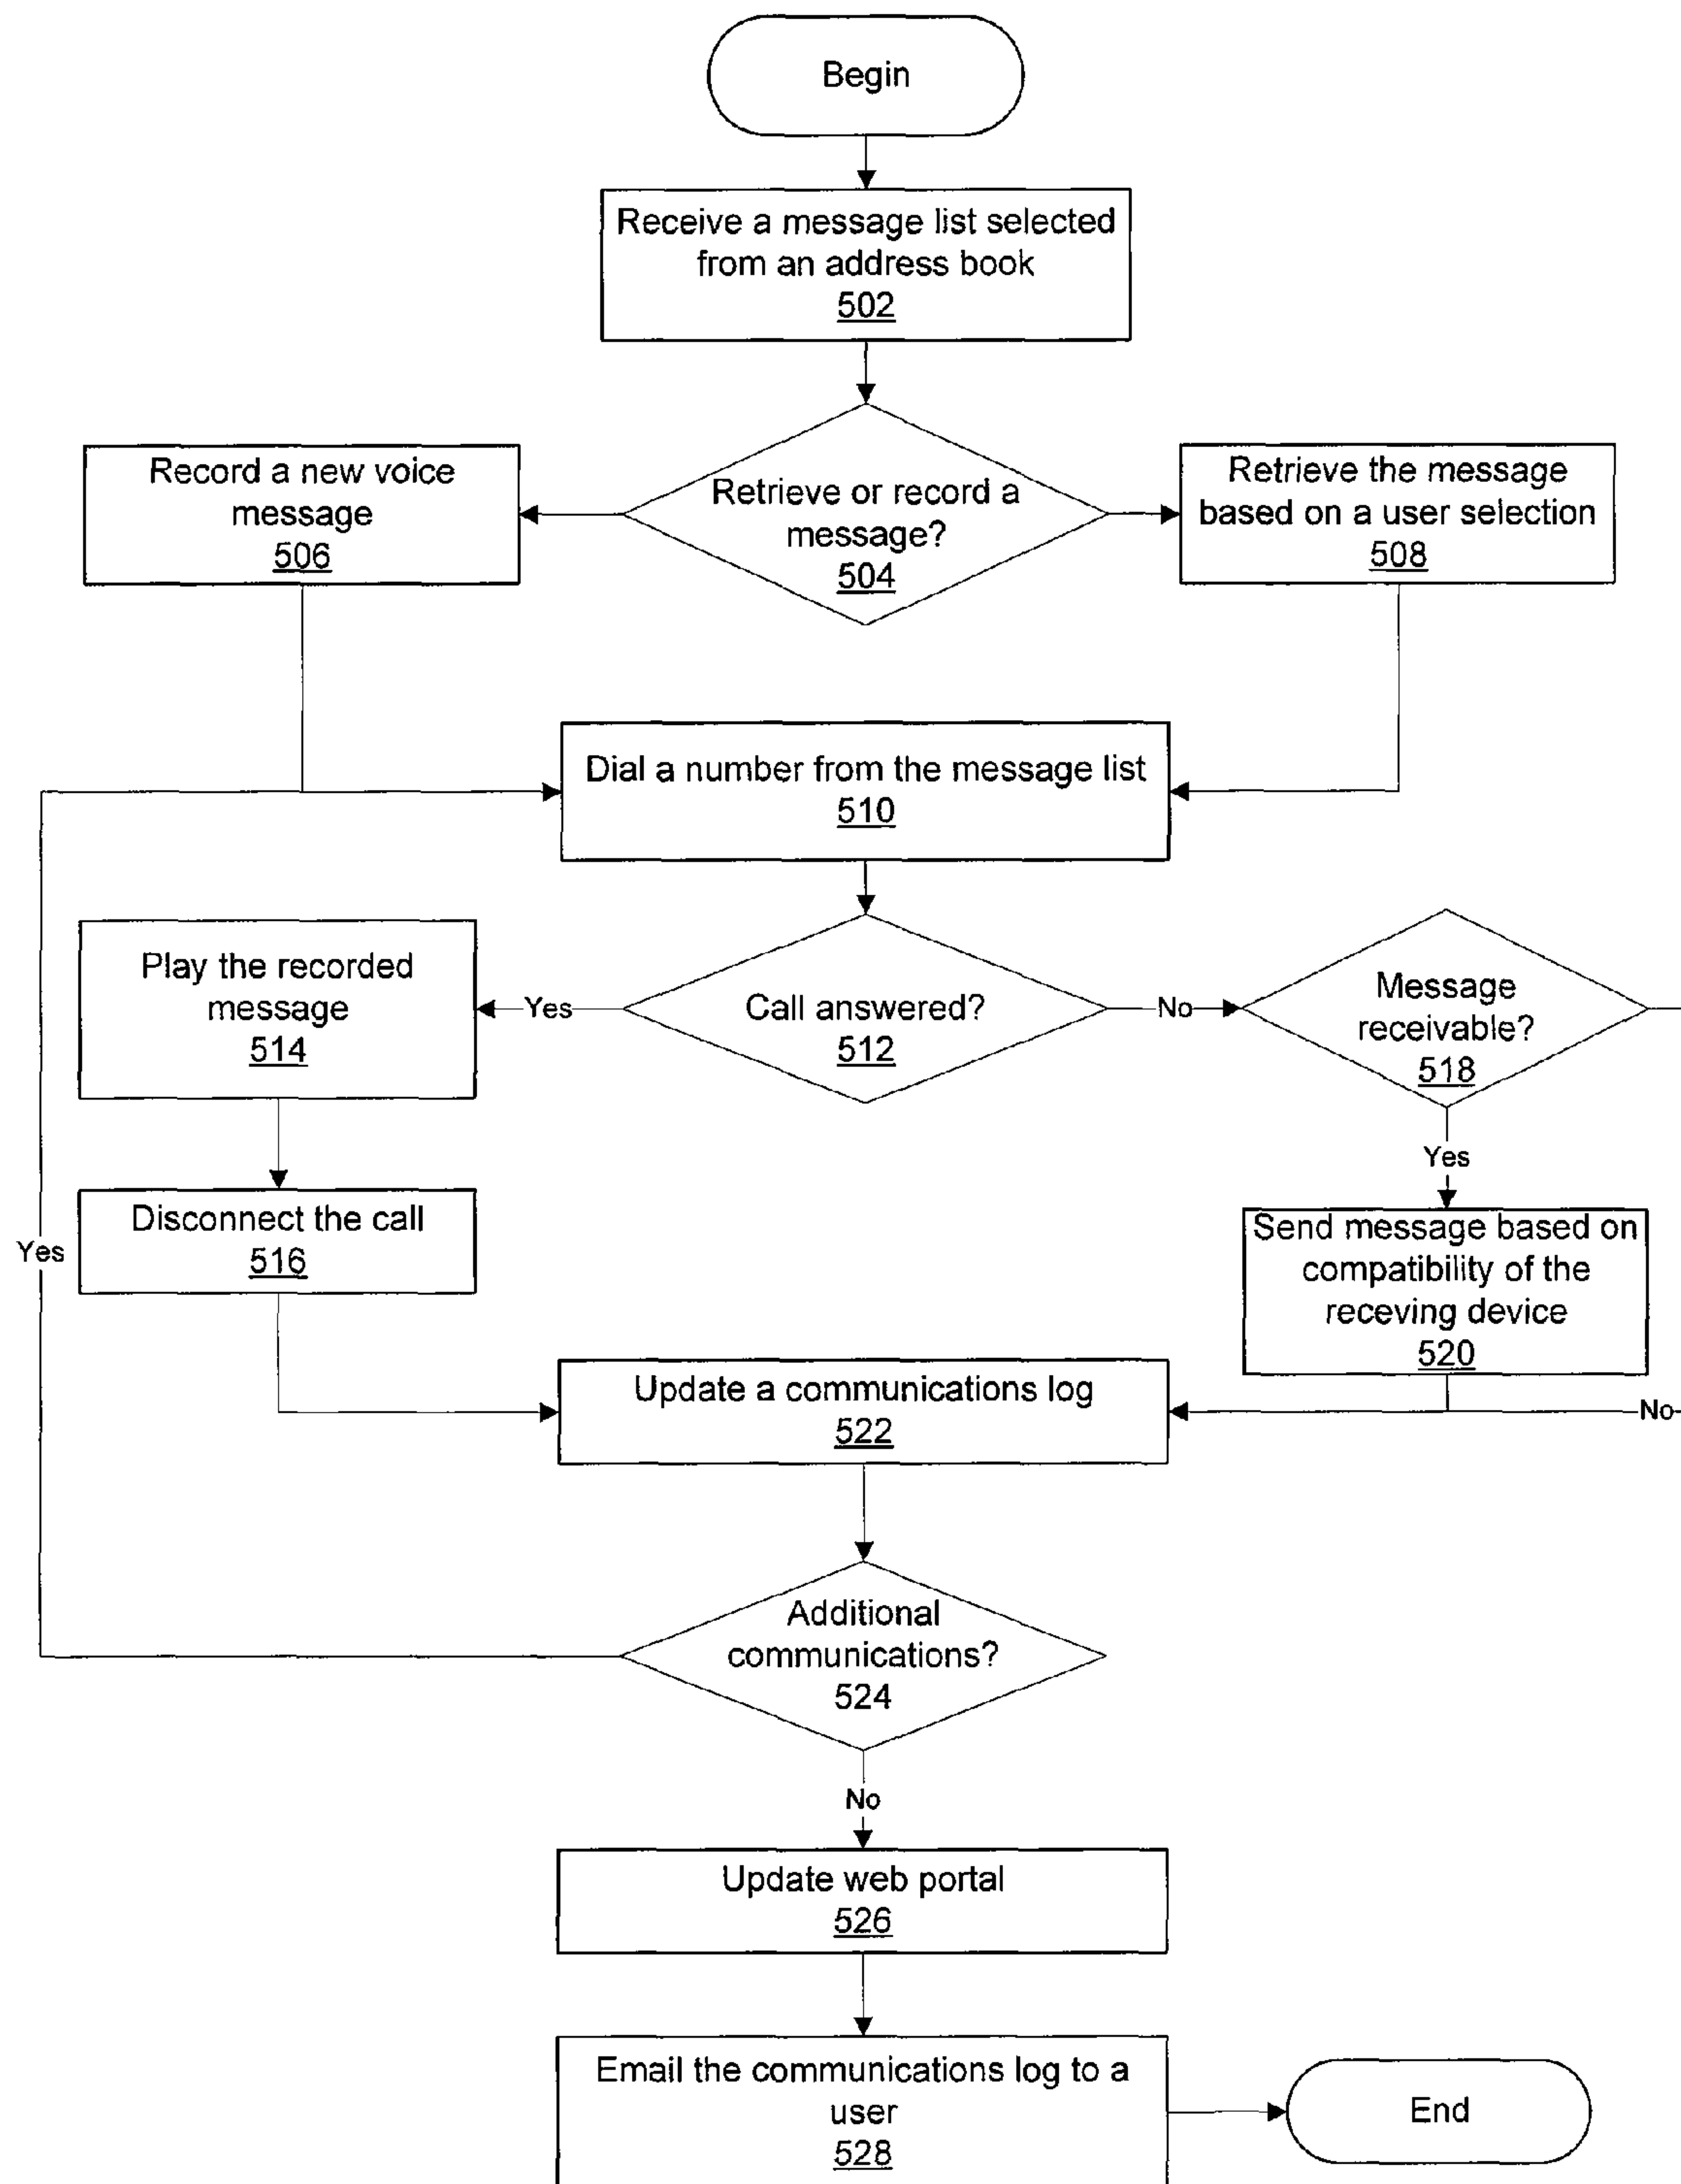 Begin
Receive a message list selected
from an address book
502
Record a new voice
message
506
Retrieve or record a
message?
504
Retrieve the message
based on a user selection
508
Dial a number from the message list
510
Play the recorded
message
514
Yes
Call answered?
512
No
Message
receivable?
518
Yes
Disconnect the call
516
Yes
Send message based on
compatibility of the
receving device
520
Update a communications log
522
No
Additional
communications?
524
No
Update web portal
526
Email the communications log to a
user
528
End